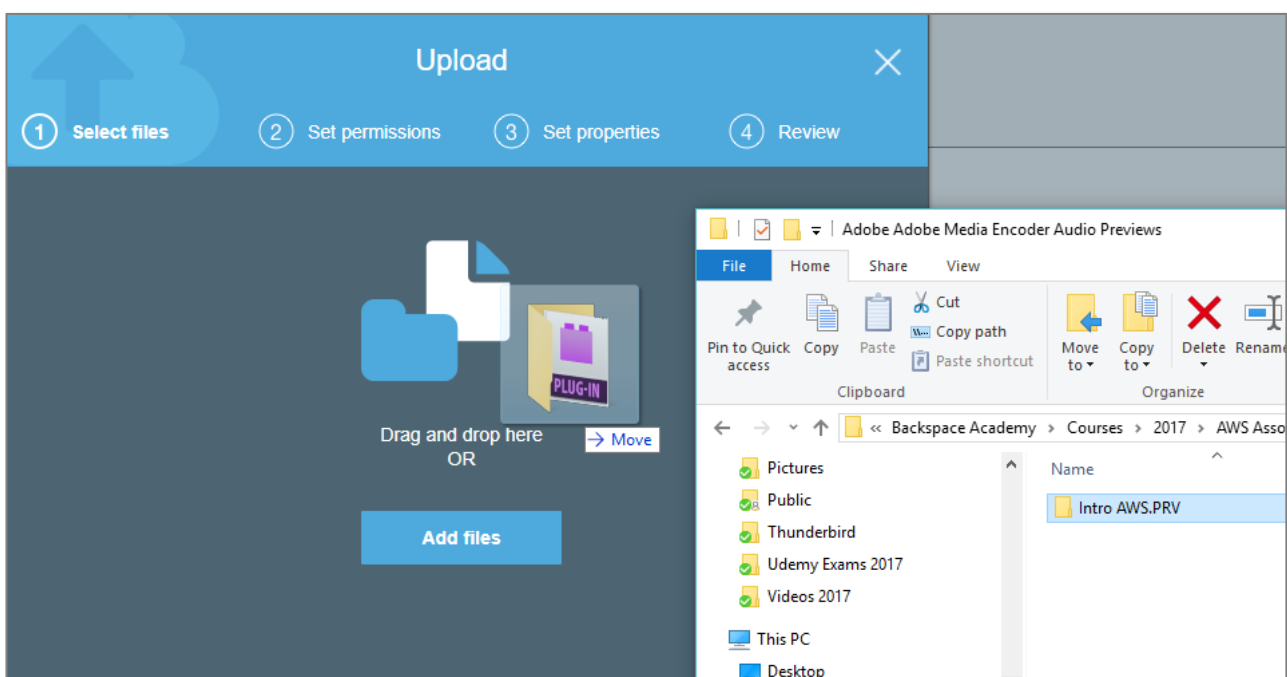 Upload
1 Select files 2 Set permissions 3 Set properties 4 Review
PLUG-IN
Drag and drop here
→ Move
OR
Add files
Adobe Adobe Media Encoder Audio Previews
File Home Share View
Pin to Quick access
Copy
Paste
Cut
Copy path
Paste shortcut
Clipboard
Move to
Copy to
Delete
Rename
Organize
« Backspace Academy > Courses > 2017 > AWS Asso
Pictures
Public
Thunderbird
Udemy Exams 2017
Videos 2017
This PC
Desktop
Name
Intro AWS.PRV